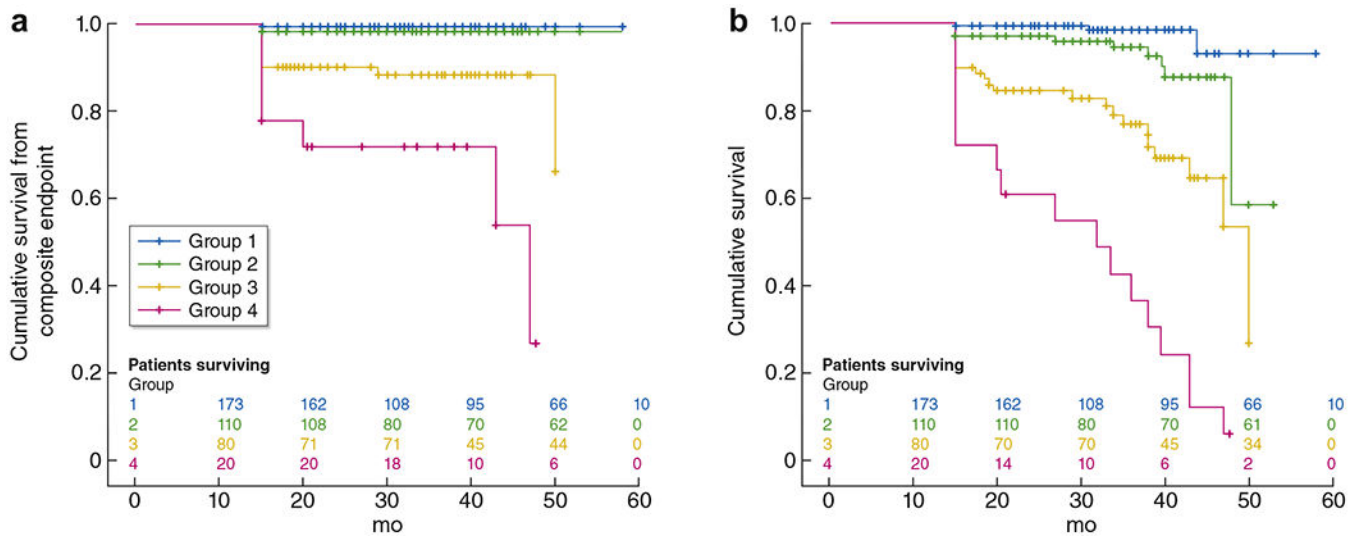 a
Cumulative survival from
composite endpoint
1.0
0.8
0.6
0.4
0.2
0
Group 1
Group 2
Group 3
Group 4
Patients surviving
Group
1 173 162 108 95 66 10
2 110 108 80 70 62 0
3 80 71 71 45 44 0
4 20 20 18 10 6 0
0 10 20 30 40 50 60
mo
b
Cumulative survival
1.0
0.8
0.6
0.4
0.2
0
Patients surviving
Group
1 173 162 108 95 66 10
2 110 110 80 70 61 0
3 80 70 70 45 34 0
4 20 14 10 6 2 0
0 10 20 30 40 50 60
mo